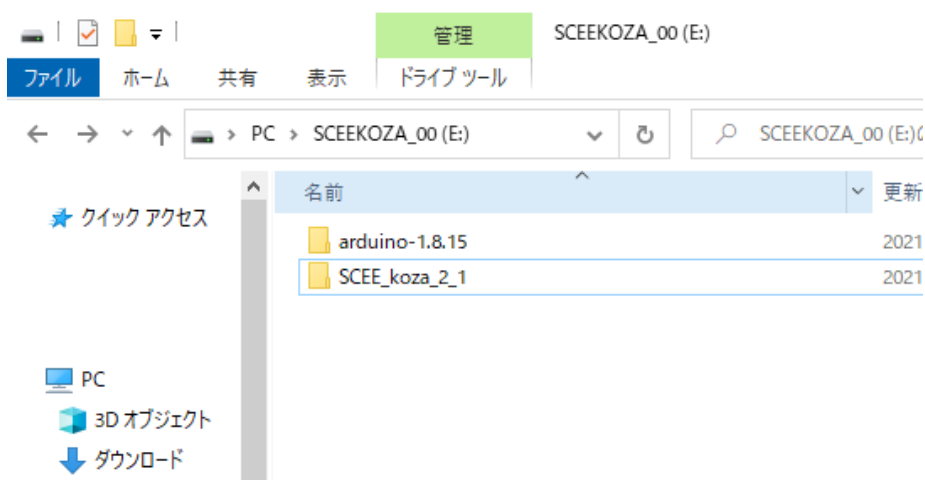 管理 SCEEKOZA_00 (E:)
ファイル ホーム 共有 表示 ドライブ ツール
PC SCEEKOZA_00 (E:) SCEEKOZA_00 (E:)の
名前 更新
クイック アクセス
arduino-1.8.15 2021
SCEE_koza_2_1 2021
PC
3D オブジェクト
ダウンロード